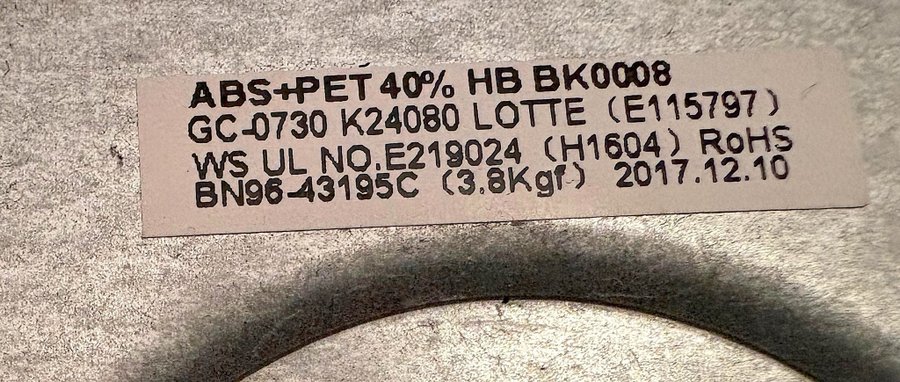 ABS+PET 40% HB BK0008
GC-0730 K24080 LOTTE (E115797)
WS UL NO.E219024 (H1604) RoHS
BN96-43195C (3.8Kgf) 2017.12.10